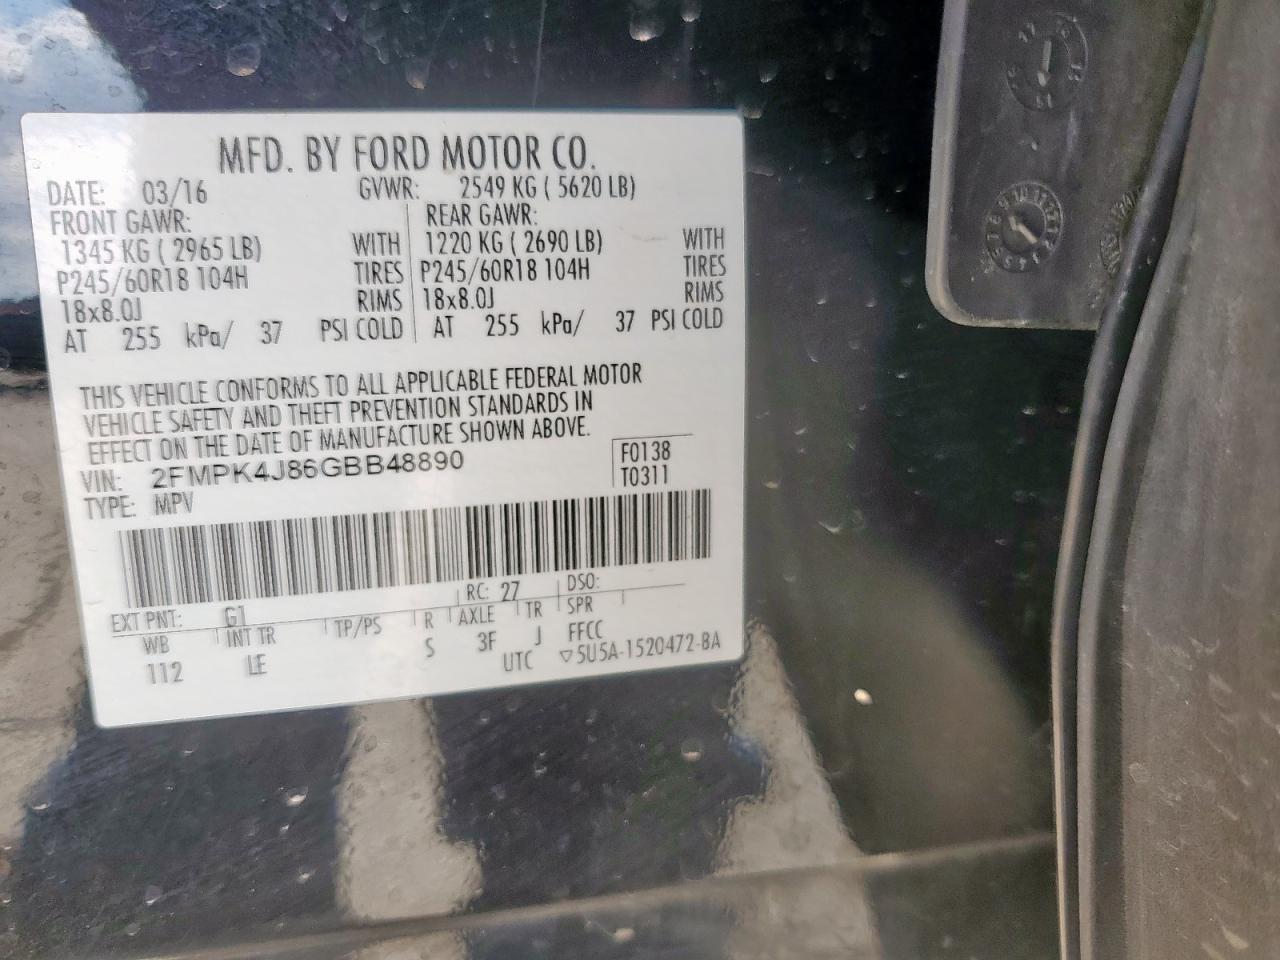 MFD. BY FORD MOTOR CO.
DATE: 03/16 GVWR: 2549 KG ( 5620 LB)
FRONT GAWR: REAR GAWR:
1345 KG ( 2965 LB) WITH 1220 KG ( 2690 LB) WITH
P245/60R18 104H TIRES P245/60R18 104H TIRES
18x8.0J RIMS 18x8.0J RIMS
AT 255 kPa/ 37 PSI COLD AT 255 kPa/ 37 PSI COLD
THIS VEHICLE CONFORMS TO ALL APPLICABLE FEDERAL MOTOR
VEHICLE SAFETY AND THEFT PREVENTION STANDARDS IN
EFFECT ON THE DATE OF MANUFACTURE SHOWN ABOVE.
VIN: 2FMPK4J86GBB48890 F0138
TYPE: MPV T0311
EXT PNT: G1 RC: 27 DSO:
WB INT TR TP/PS R AXLE TR SPR
112 LE S 3F J FFCC
UTC ▽5U5A-1520472-BA